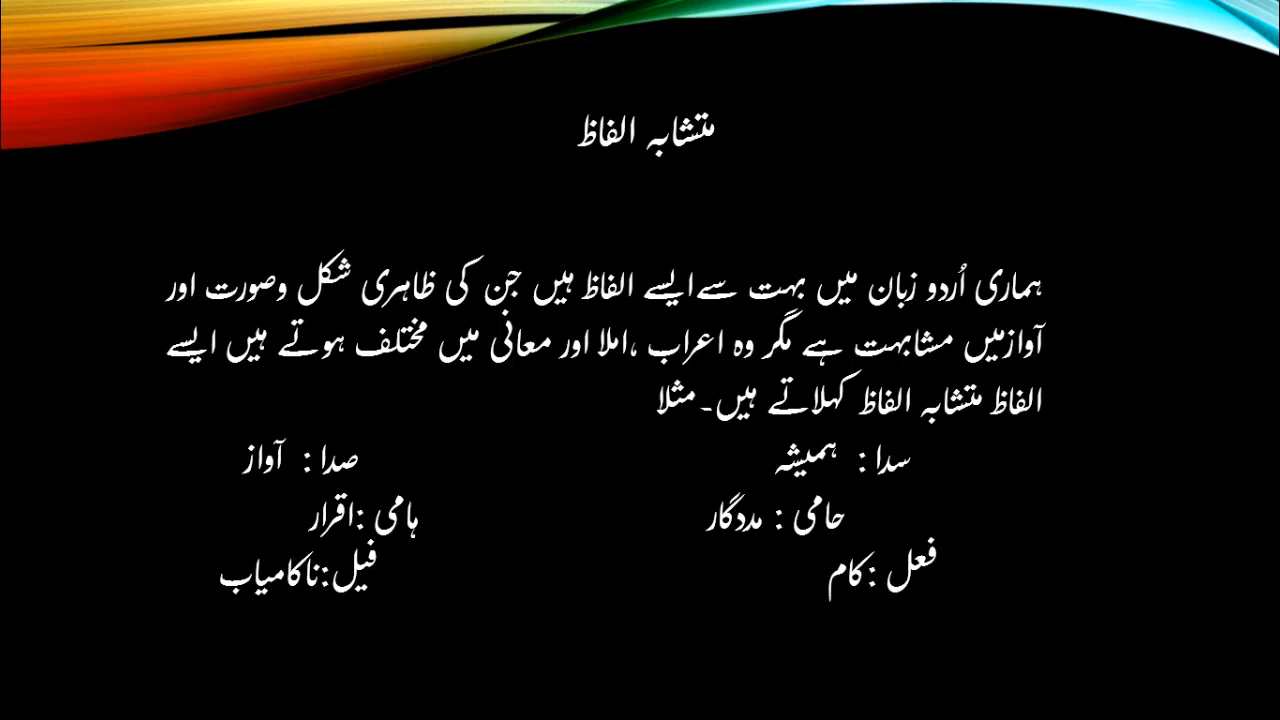 متشابہ الفاظ
ہماری اُردو زبان میں بہت سےایسے الفاظ ہیں جن کی ظاہری شکل وصورت اور
آوازمیں مشابہت ہے مگر وہ اعراب ،املا اور معانی میں مختلف ہوتے ہیں ایسے
الفاظ متشابہ الفاظ کہلاتے ہیں۔مثلا
سدا : ہمیشہ صدا : آواز
حامی : مددگار ہامی :اقرار
فعل :کام فیل:ناکامیاب